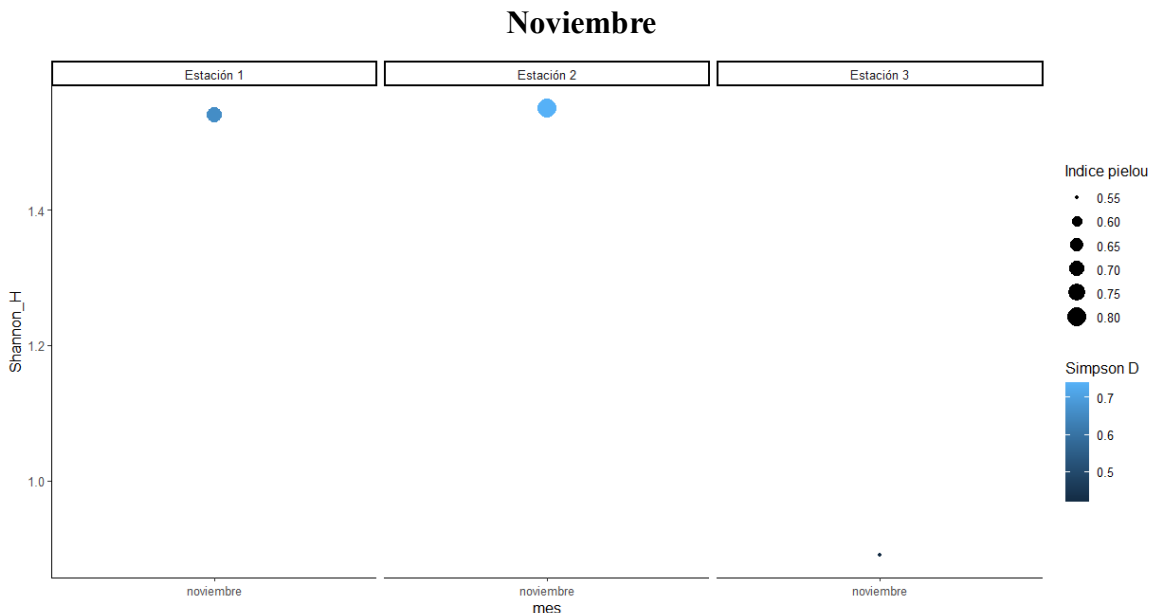 Noviembre
Estación 1
Estación 2
Estación 3
Shannon_H
1.4
1.2
1.0
noviembre
noviembre
noviembre
mes
Indice pielou
0.55
0.60
0.65
0.70
0.75
0.80
Simpson D
0.7
0.6
0.5